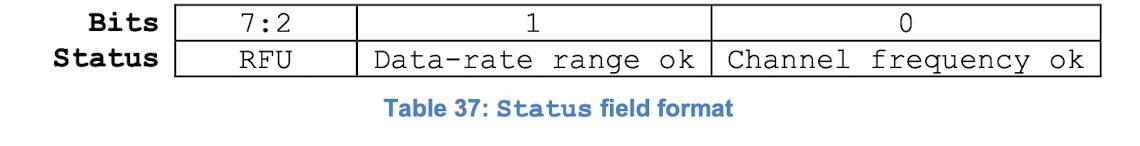 Bits 7:2 1 0
Status RFU Data-rate range ok Channel frequency ok
Table 37: Status field format